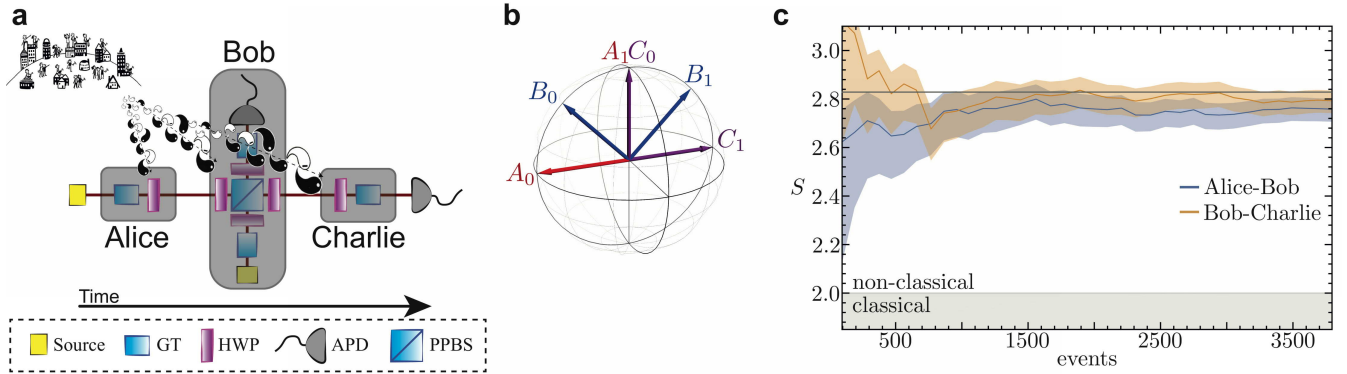 a
Bob
Alice
Charlie
Time
Source
GT
HWP
APD
PPBS
b
A₁C₀
B₀
B₁
C₁
A₀
c
3.0
2.8
2.6
S
2.4
2.2
2.0
Alice-Bob
Bob-Charlie
non-classical
classical
500
1500
2500
3500
events